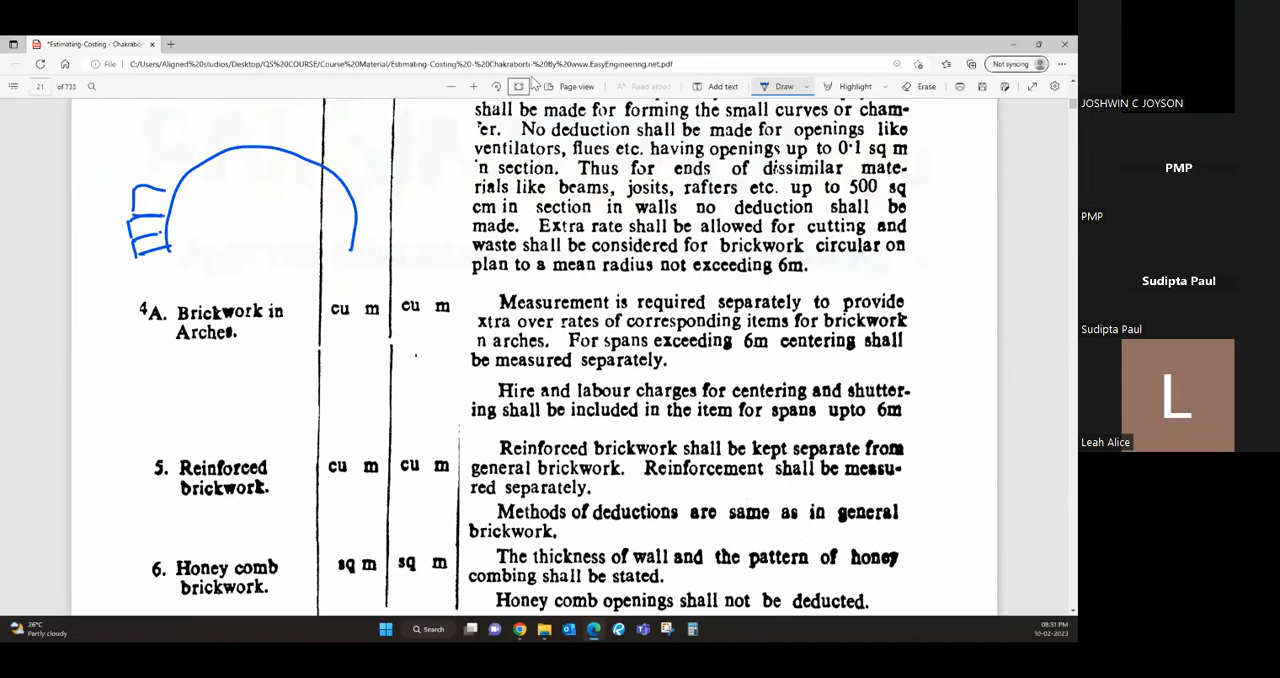 *Estimating-Costing - Chakrabor
File
C:/Users/Aligned%20studios/Desktop/QS%20COURSE/Course%20Material/Estimating-Costing%20-%20Chakraborti-%20By%20www.EasyEngineering.net.pdf
Not syncing
21 of 733
Page view
Read aloud
Add text
Draw
Highlight
Erase
shall be made for forming the small curves or cham-
'er. No deduction shall be made for openings like
ventilators, flues etc. having openings up to 0·1 sq m
'n section. Thus for ends of dissimilar mate-
rials like beams, josits, rafters etc. up to 500 sq
cm in section in walls no deduction shall be
made. Extra rate shall be allowed for cutting and
waste shall be considered for brickwork circular on
plan to a mean radius not exceeding 6m.
4A. Brickwork in Arches.
cu m
cu m
Measurement is required separately to provide
xtra over rates of corresponding items for brickwork
n arches. For spans exceeding 6m centering shall
be measured separately.
Hire and labour charges for centering and shutter-
ing shall be included in the item for spans upto 6m
5. Reinforced
brickwork.
cu m
cu m
Reinforced brickwork shall be kept separate from
general brickwork. Reinforcement shall be measu-
red separately.
Methods of deductions are same as in general
brickwork.
6. Honey comb
brickwork.
sq m
sq m
The thickness of wall and the pattern of honey
combing shall be stated.
Honey comb openings shall not be deducted.
26°C
Partly cloudy
Search
08:51 PM
10-02-2023
JOSHWIN C JOYSON
PMP
PMP
Sudipta Paul
Sudipta Paul
L
Leah Alice